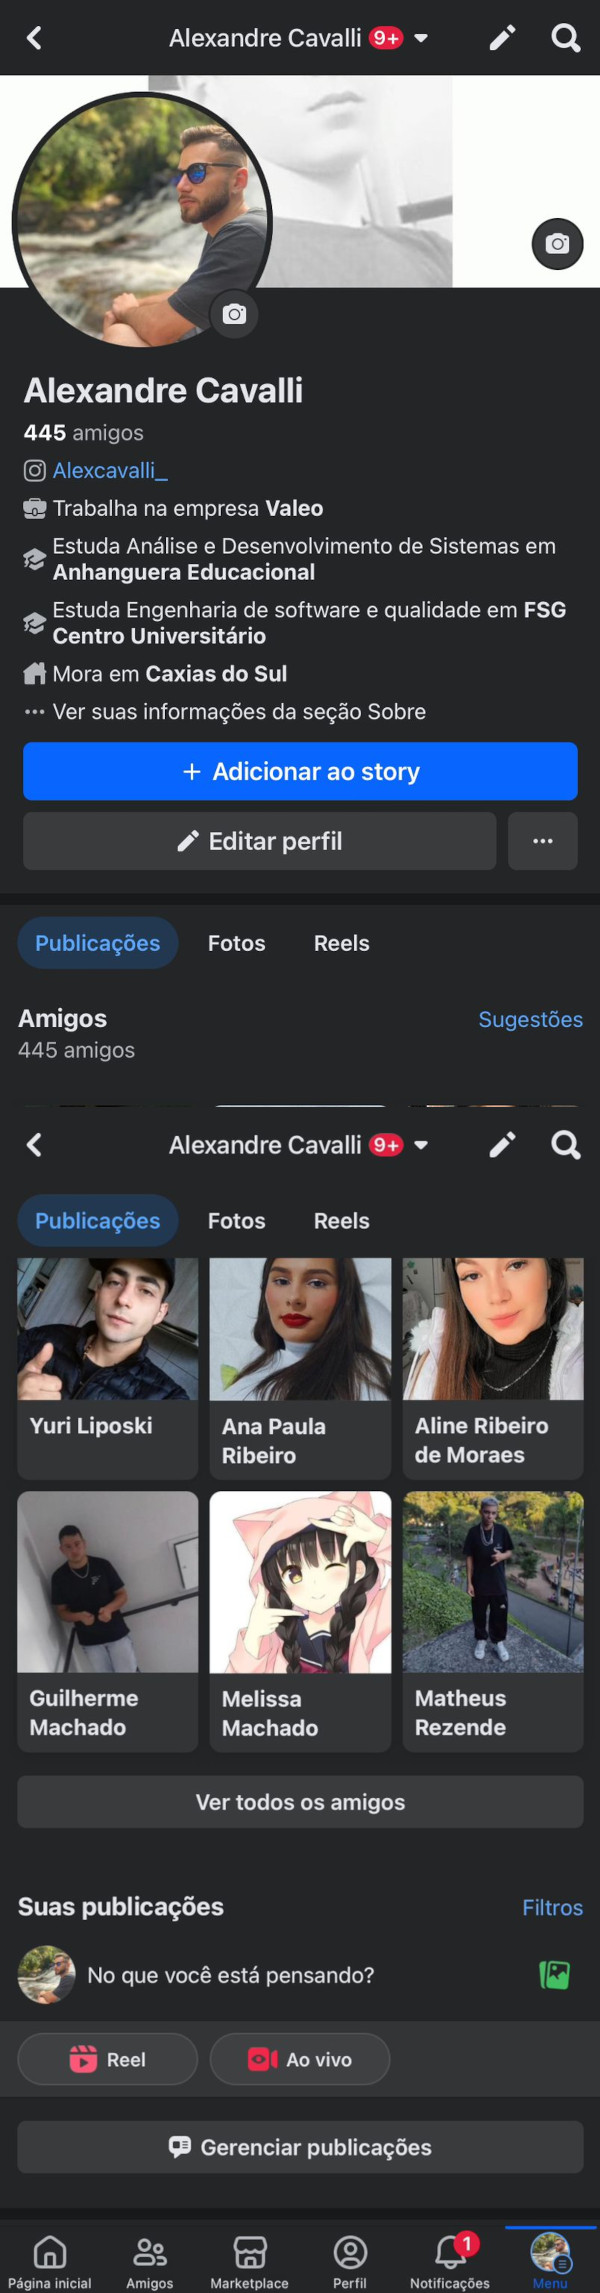 Alexandre Cavalli 9+
Alexandre Cavalli
445 amigos
Alexcavalli_
Trabalha na empresa Valeo
Estuda Análise e Desenvolvimento de Sistemas em
Anhanguera Educacional
Estuda Engenharia de software e qualidade em FSG
Centro Universitário
Mora em Caxias do Sul
Ver suas informações da seção Sobre
+ Adicionar ao story
Editar perfil
Publicações Fotos Reels
Amigos Sugestões
445 amigos
Alexandre Cavalli 9+
Publicações Fotos Reels
Yuri Liposki
Ana Paula
Ribeiro
Aline Ribeiro
de Moraes
Guilherme
Machado
Melissa
Machado
Matheus
Rezende
Ver todos os amigos
Suas publicações Filtros
No que você está pensando?
Reel Ao vivo
Gerenciar publicações
1
Página inicial Amigos Marketplace Perfil Notificações Menu